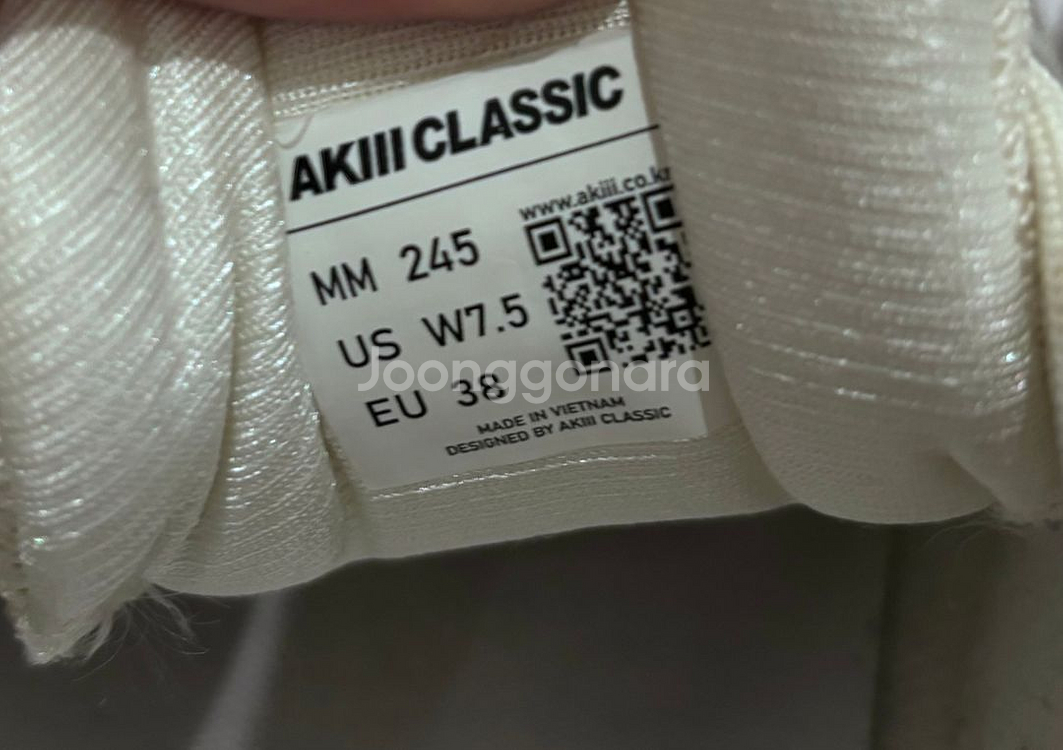 AKIII CLASSIC
www.akiii.co.kr
MM 245
US W7.5
EU 38
Joonggonara
MADE IN VIETNAM
DESIGNED BY AKIII CLASSIC